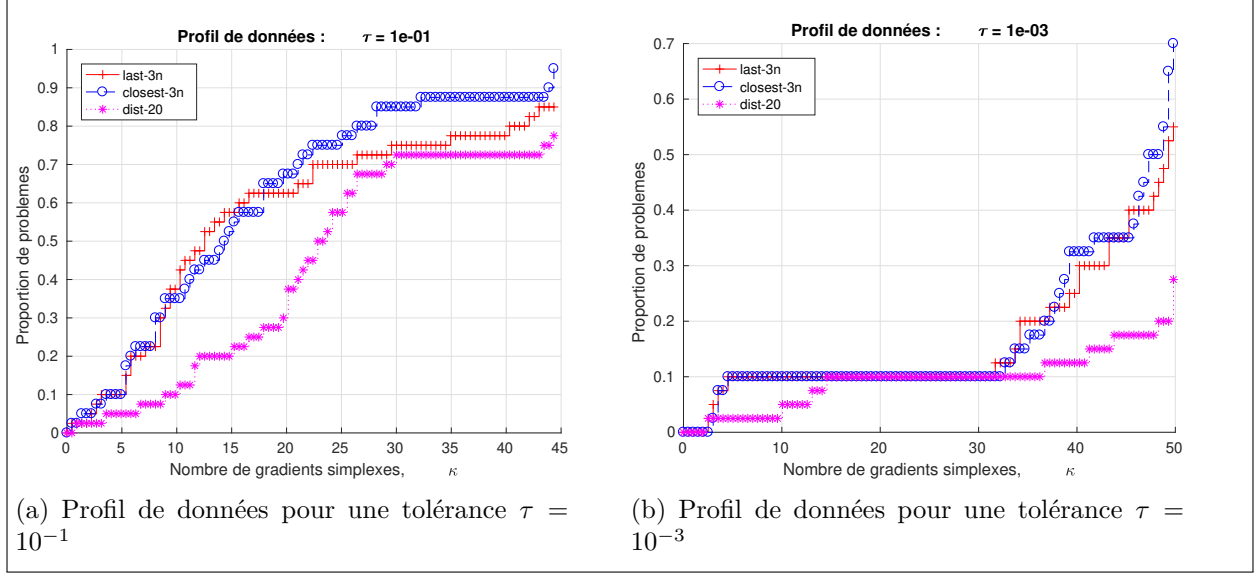 Profil de données : τ = 1e-01
1
0.9
0.8
0.7
0.6
0.5
0.4
0.3
0.2
0.1
0
Proportion de problemes
last-3n
closest-3n
dist-20
0 5 10 15 20 25 30 35 40 45
Nombre de gradients simplexes, κ
(a) Profil de données pour une tolérance τ =
10⁻¹
Profil de données : τ = 1e-03
0.7
0.6
0.5
0.4
0.3
0.2
0.1
0
Proportion de problemes
last-3n
closest-3n
dist-20
0 10 20 30 40 50
Nombre de gradients simplexes, κ
(b) Profil de données pour une tolérance τ =
10⁻³